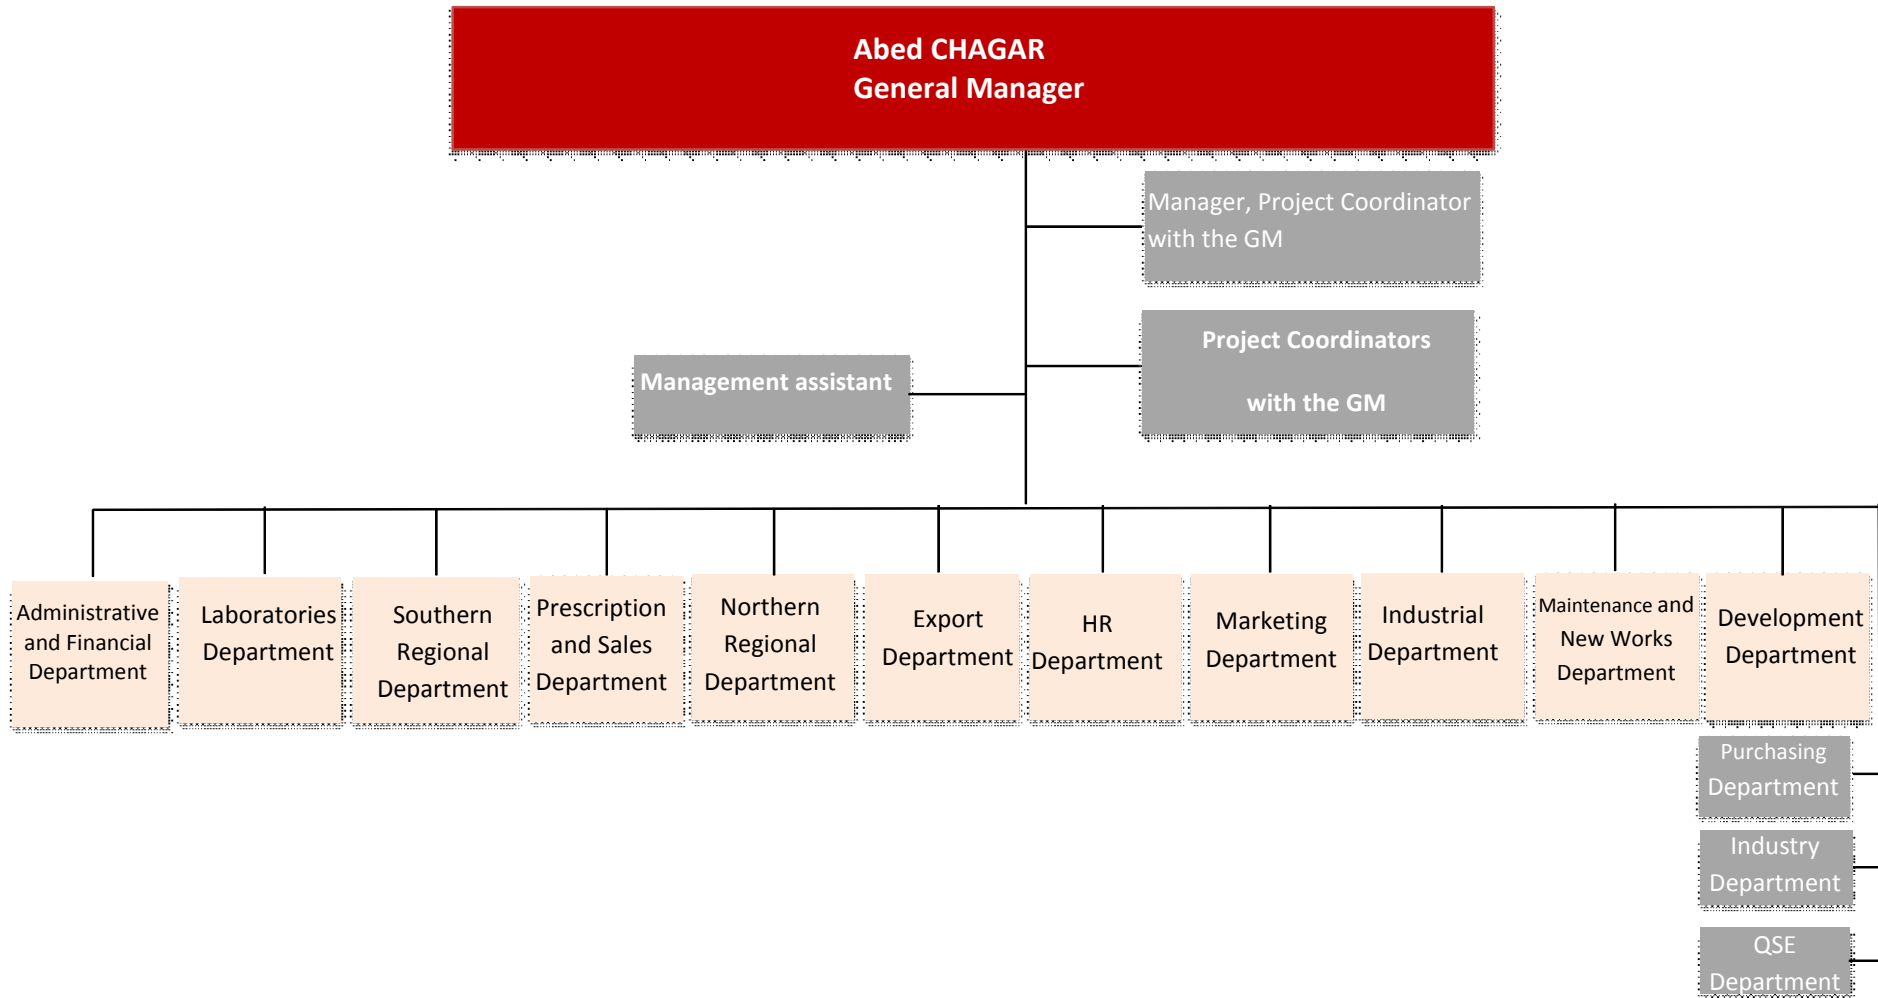 Abed CHAGAR
General Manager
Manager, Project Coordinator
with the GM
Project Coordinators
with the GM
Management assistant
Administrative
and Financial
Department
Laboratories
Department
Southern
Regional
Department
Prescription
and Sales
Department
Northern
Regional
Department
Export
Department
HR
Department
Marketing
Department
Industrial
Department
Maintenance and
New Works
Department
Development
Department
Purchasing
Department
Industry
Department
QSE
Department